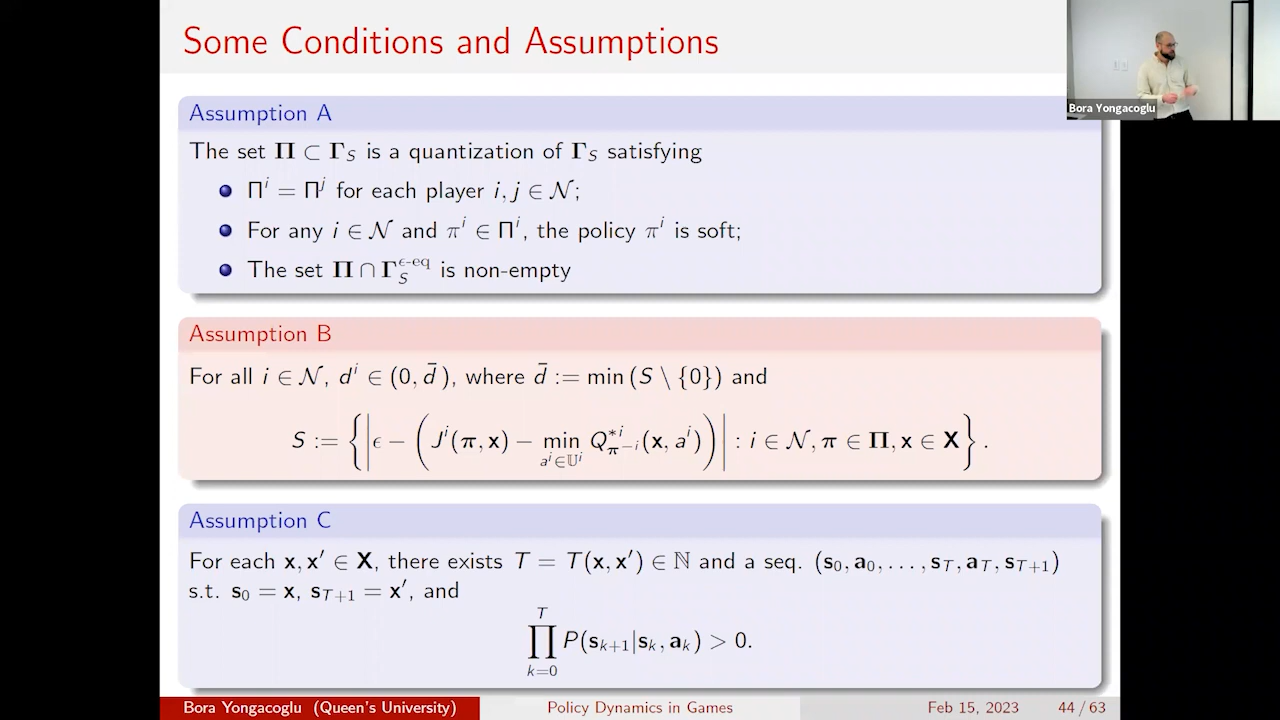 Some Conditions and Assumptions
Bora Yongacoglu
Assumption A
The set Π ⊂ Γ_S is a quantization of Γ_S satisfying
Π^i = Π^j for each player i, j ∈ 𝒩;
For any i ∈ 𝒩 and π^i ∈ Π^i, the policy π^i is soft;
The set Π ∩ Γ_S^{ϵ-eq} is non-empty
Assumption B
For all i ∈ 𝒩, d^i ∈ (0, d̄ ), where d̄ := min (S \ {0}) and
S := { | ϵ − ( J^i(π, x) − min_{a^i ∈ 𝕌^i} Q^{*i}_{π^{−i}}(x, a^i) ) | : i ∈ 𝒩, π ∈ Π, x ∈ X } .
Assumption C
For each x, x′ ∈ X, there exists T = T(x, x′) ∈ ℕ and a seq. (s_0, a_0, . . . , s_T, a_T, s_{T+1})
s.t. s_0 = x, s_{T+1} = x′, and
∏_{k=0}^{T} P(s_{k+1}|s_k, a_k) > 0.
Bora Yongacoglu (Queen's University) Policy Dynamics in Games Feb 15, 2023 44 / 63